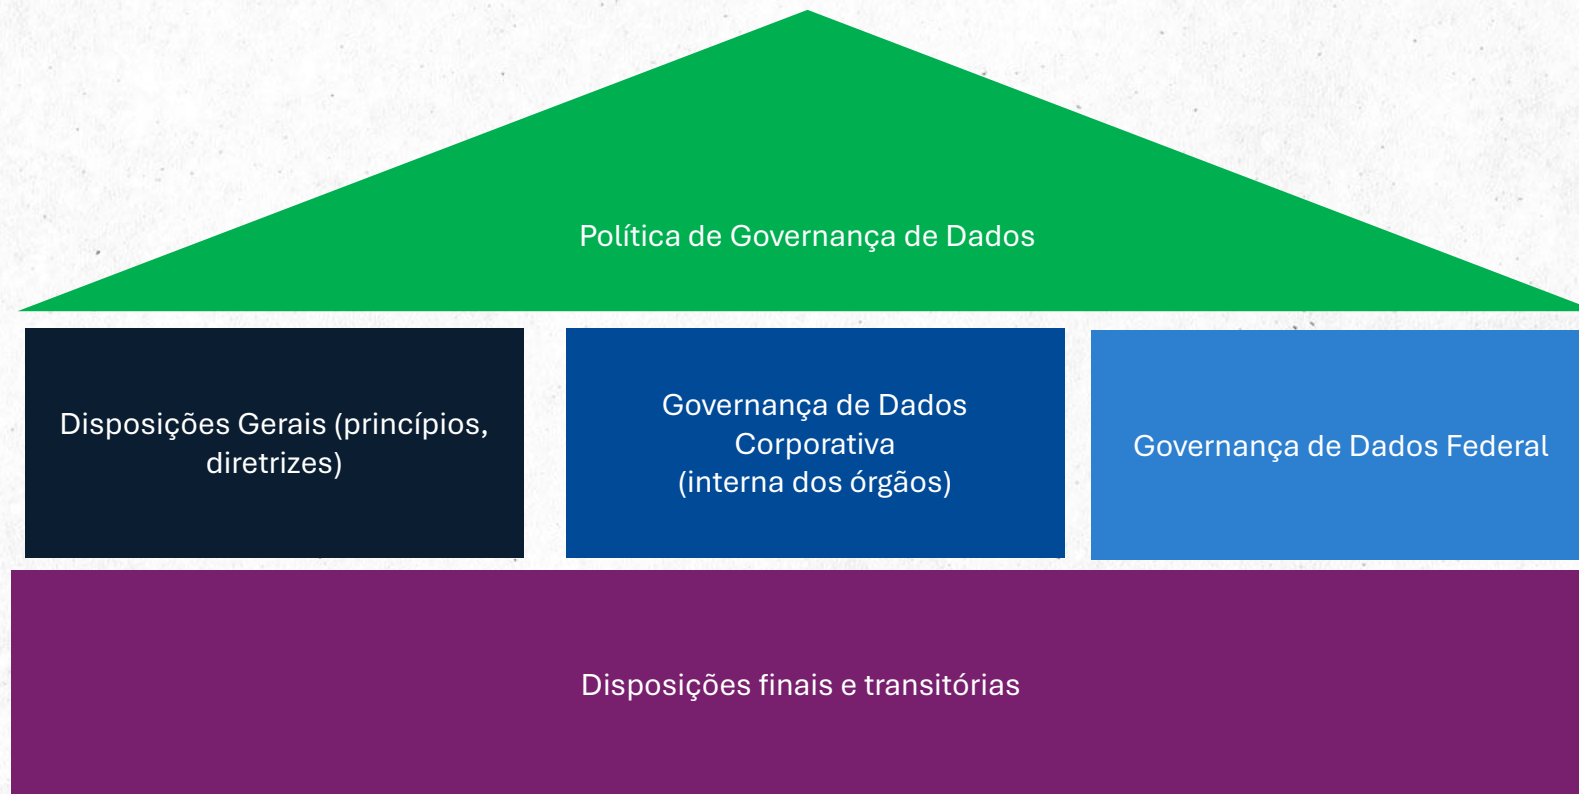 Política de Governança de Dados
Disposições Gerais (princípios,
diretrizes)
Governança de Dados
Corporativa
(interna dos órgãos)
Governança de Dados Federal
Disposições finais e transitórias